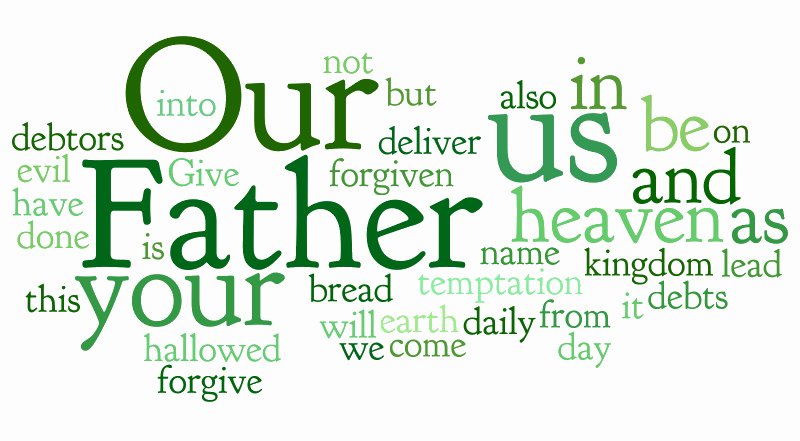 not
Our
into
but
also
in
us
be
on
debtors
deliver
evil
Give
forgiven
and
have
Father
heaven
as
done
is
name
kingdom
lead
this
your
bread
temptation
it
debts
will
earth
daily
from
hallowed
we
come
day
forgive